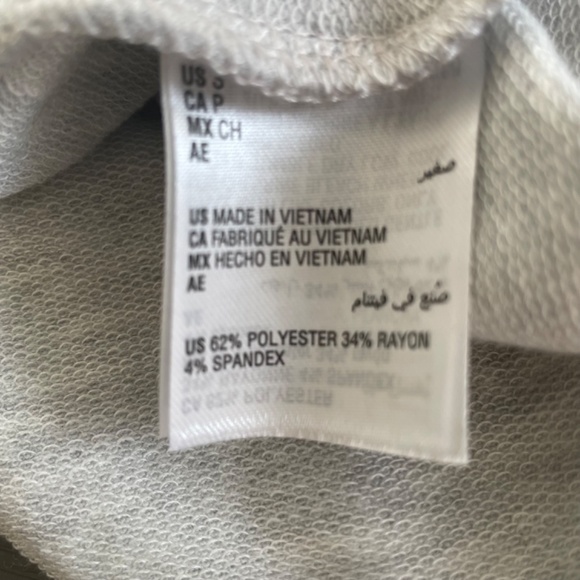 US S
CA P
MX CH
AE
صغير
US MADE IN VIETNAM
CA FABRIQUÉ AU VIETNAM
MX HECHO EN VIETNAM
AE
صنع في فيتنام
US 62% POLYESTER 34% RAYON
4% SPANDEX